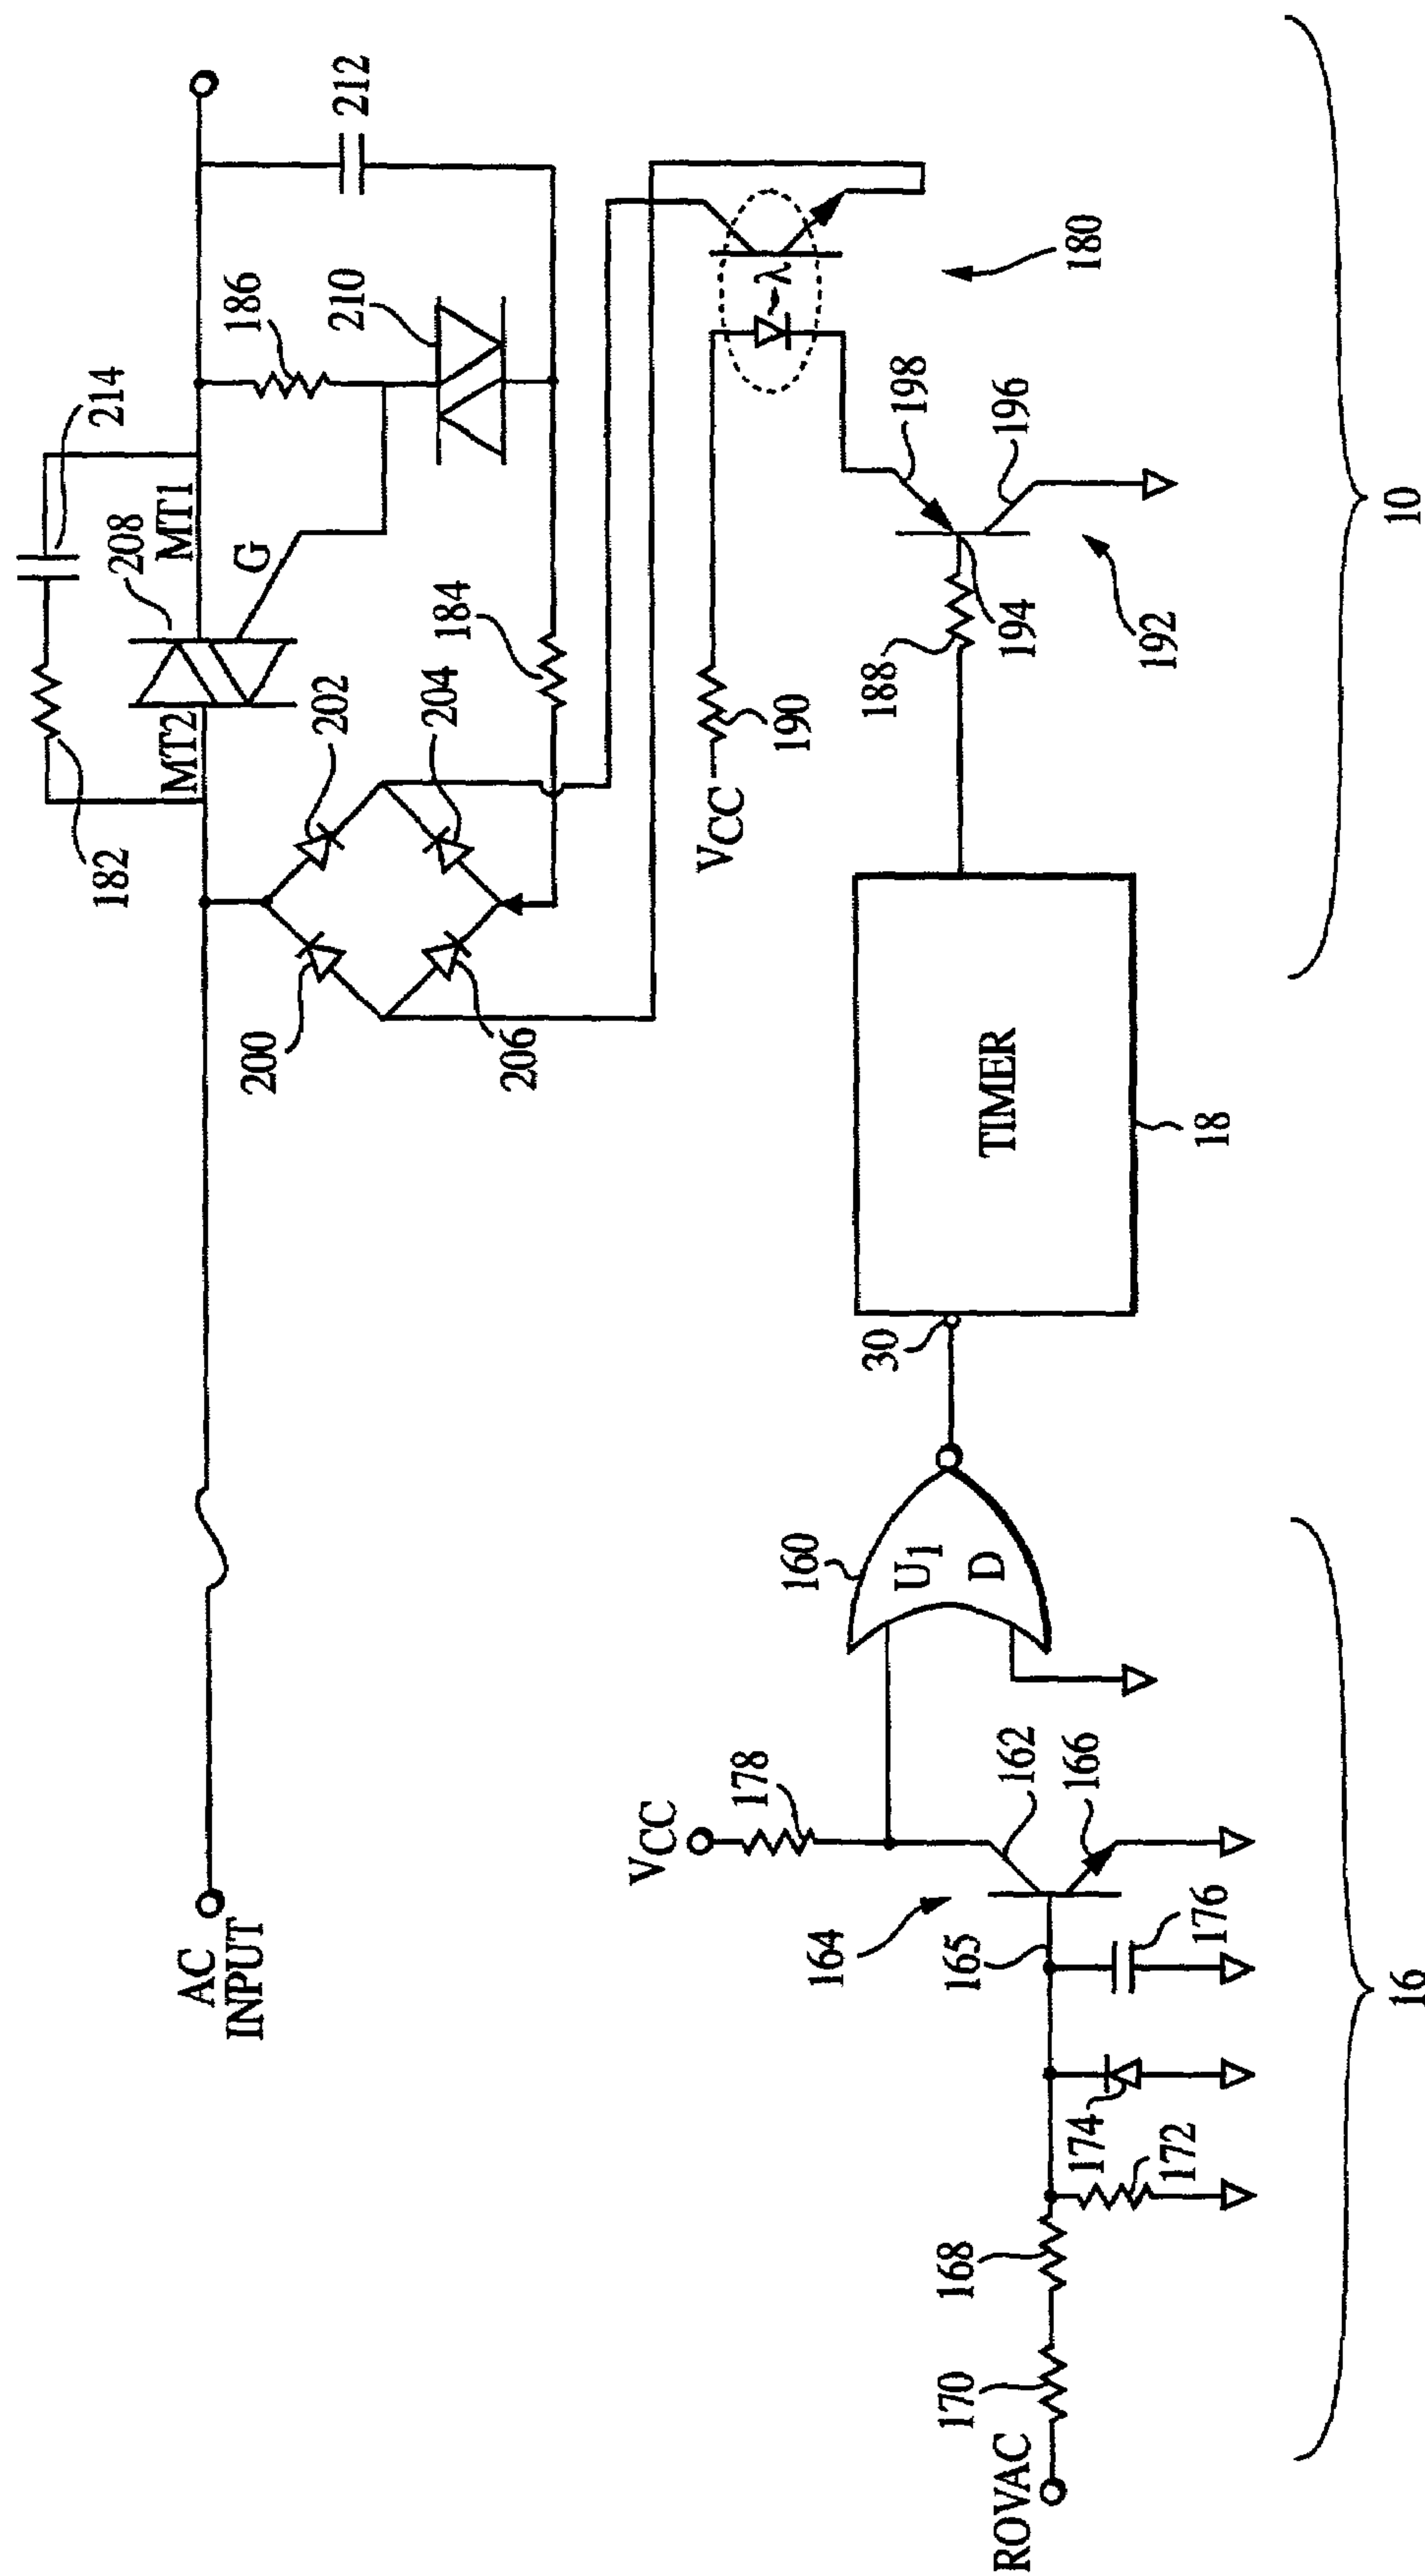 AC
INPUT
182
214
208
MT2
MT1
G
186
212
210
202
204
184
200
206
VCC
190
λ
180
198
196
194
188
192
TIMER
18
30
160
U1
D
VCC
178
162
166
164
165
176
174
172
168
170
ROVAC
16
10